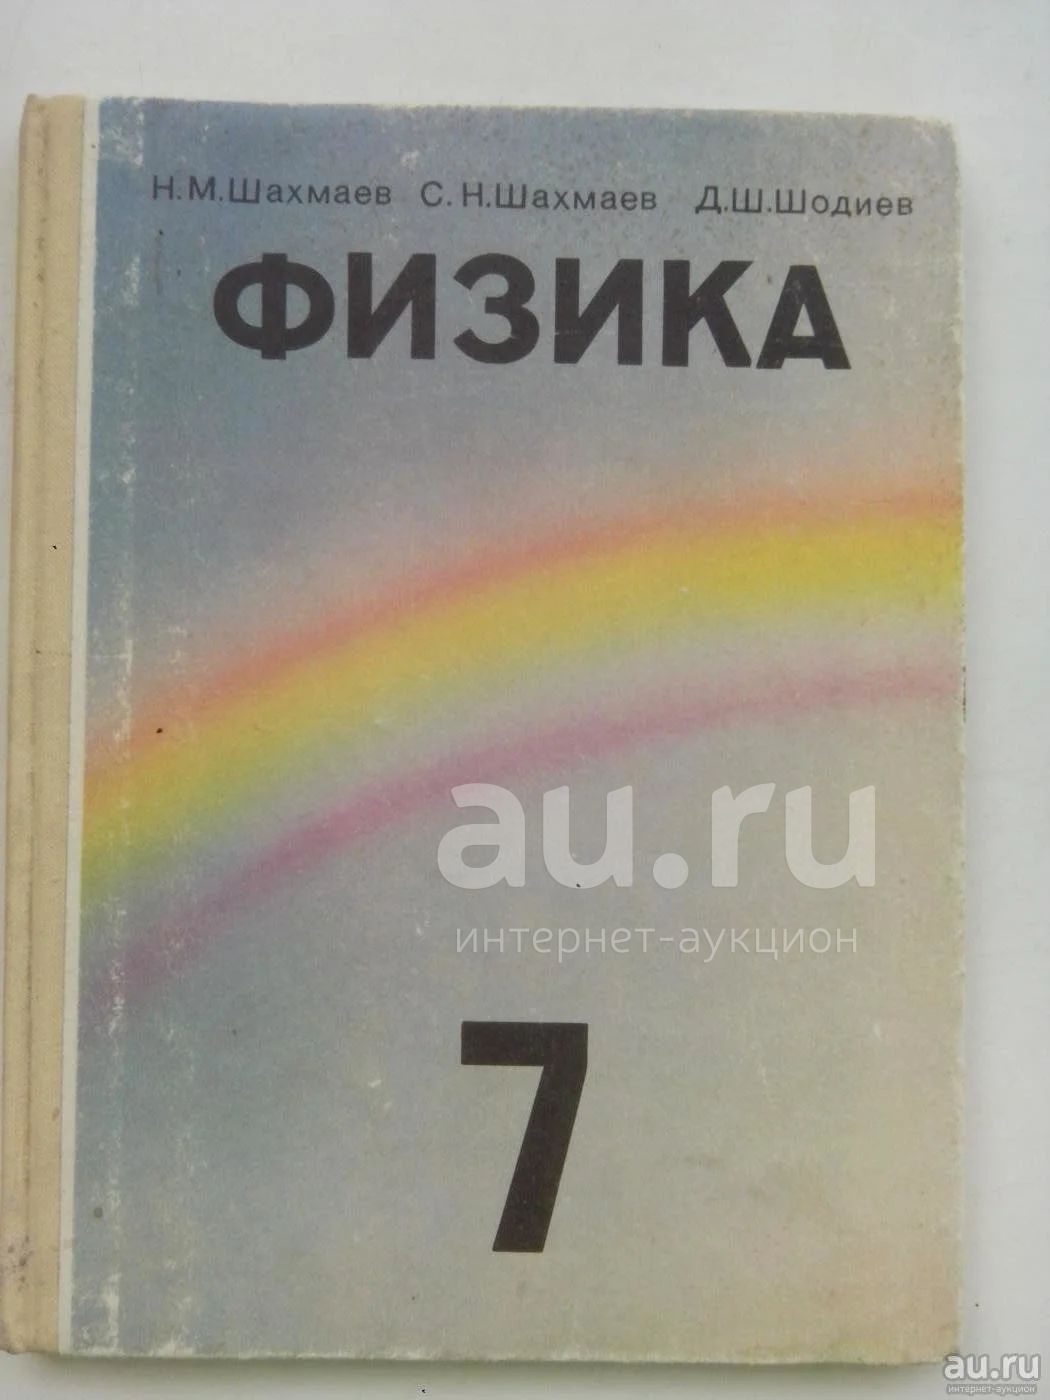 Н.М.Шахмаев С.Н.Шахмаев Д.Ш.Шодиев
ФИЗИКА
au.ru
интернет-аукцион
7
au.ru
интернет-аукцион